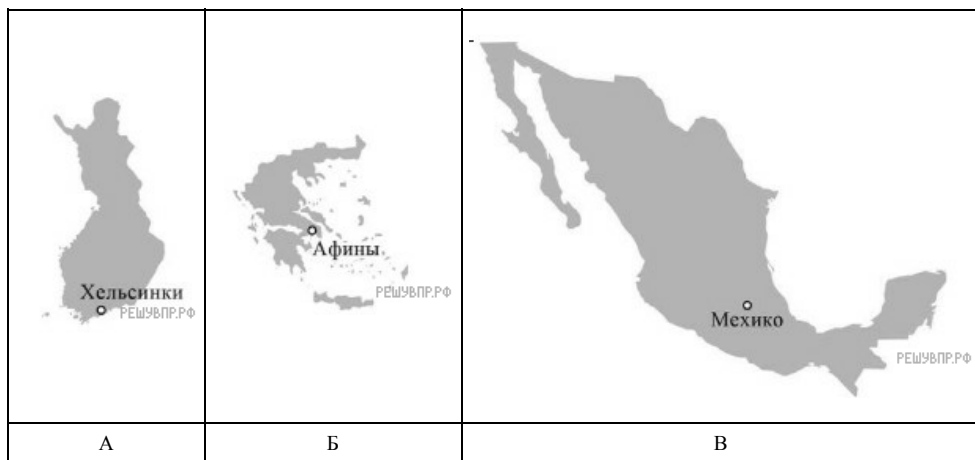 Хельсинки
РЕШУВПР.РФ
Афины
РЕШУВПР.РФ
Мехико
РЕШУВПР.РФ
А
Б
В